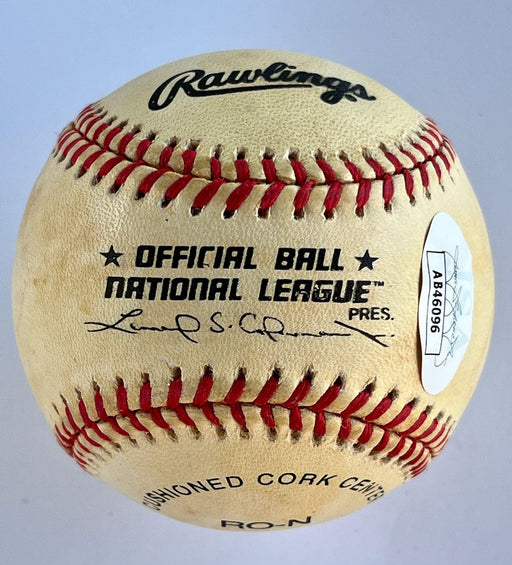 Rawlings
★ OFFICIAL BALL ★
NATIONAL LEAGUE™
PRES.
CUSHIONED CORK CENTER
RO-N
AB46096